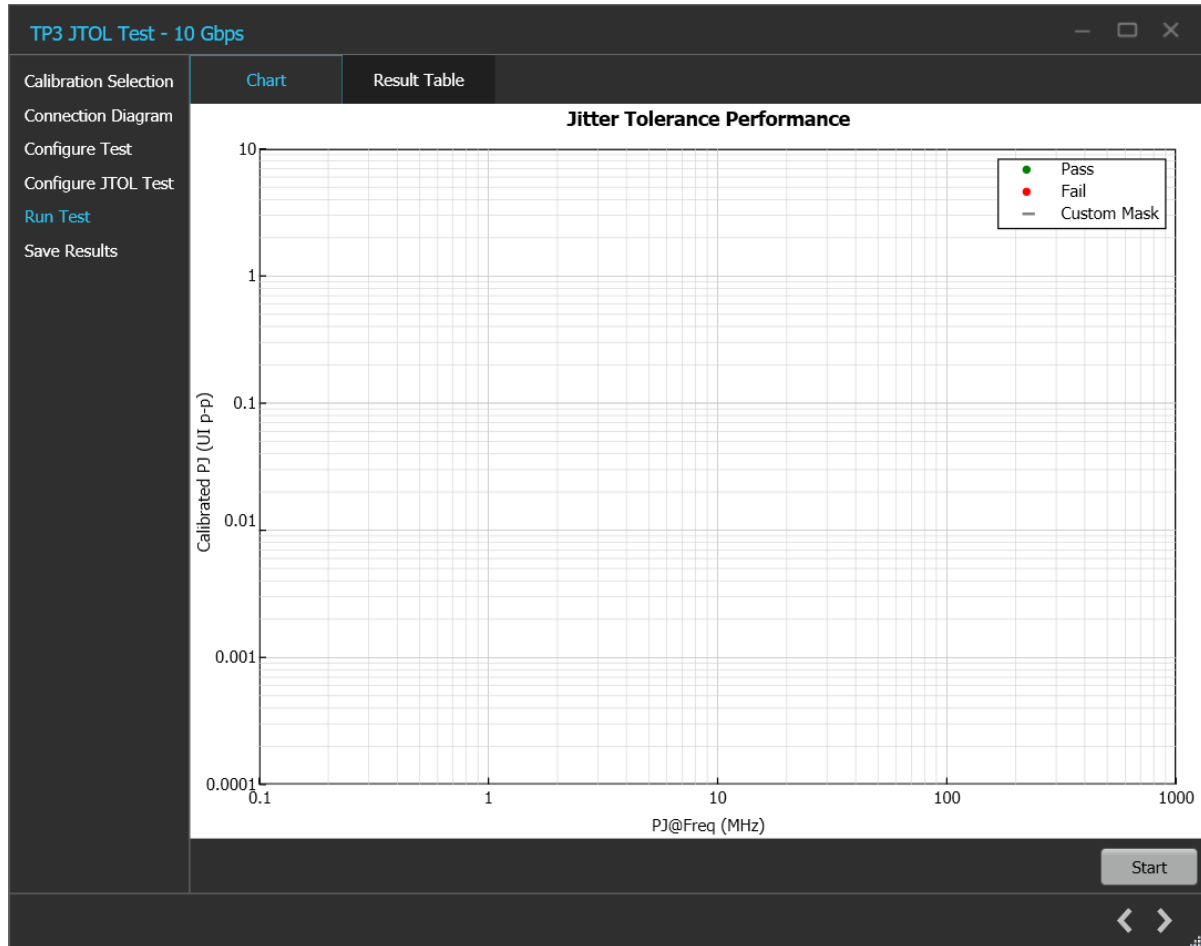 TP3 JTOL Test - 10 Gbps
Calibration Selection
Connection Diagram
Configure Test
Configure JTOL Test
Run Test
Save Results
Chart
Result Table
Jitter Tolerance Performance
Pass
Fail
Custom Mask
Calibrated PJ (UI p-p)
10
1
0.1
0.01
0.001
0.0001
0.1
1
10
100
1000
PJ@Freq (MHz)
Start